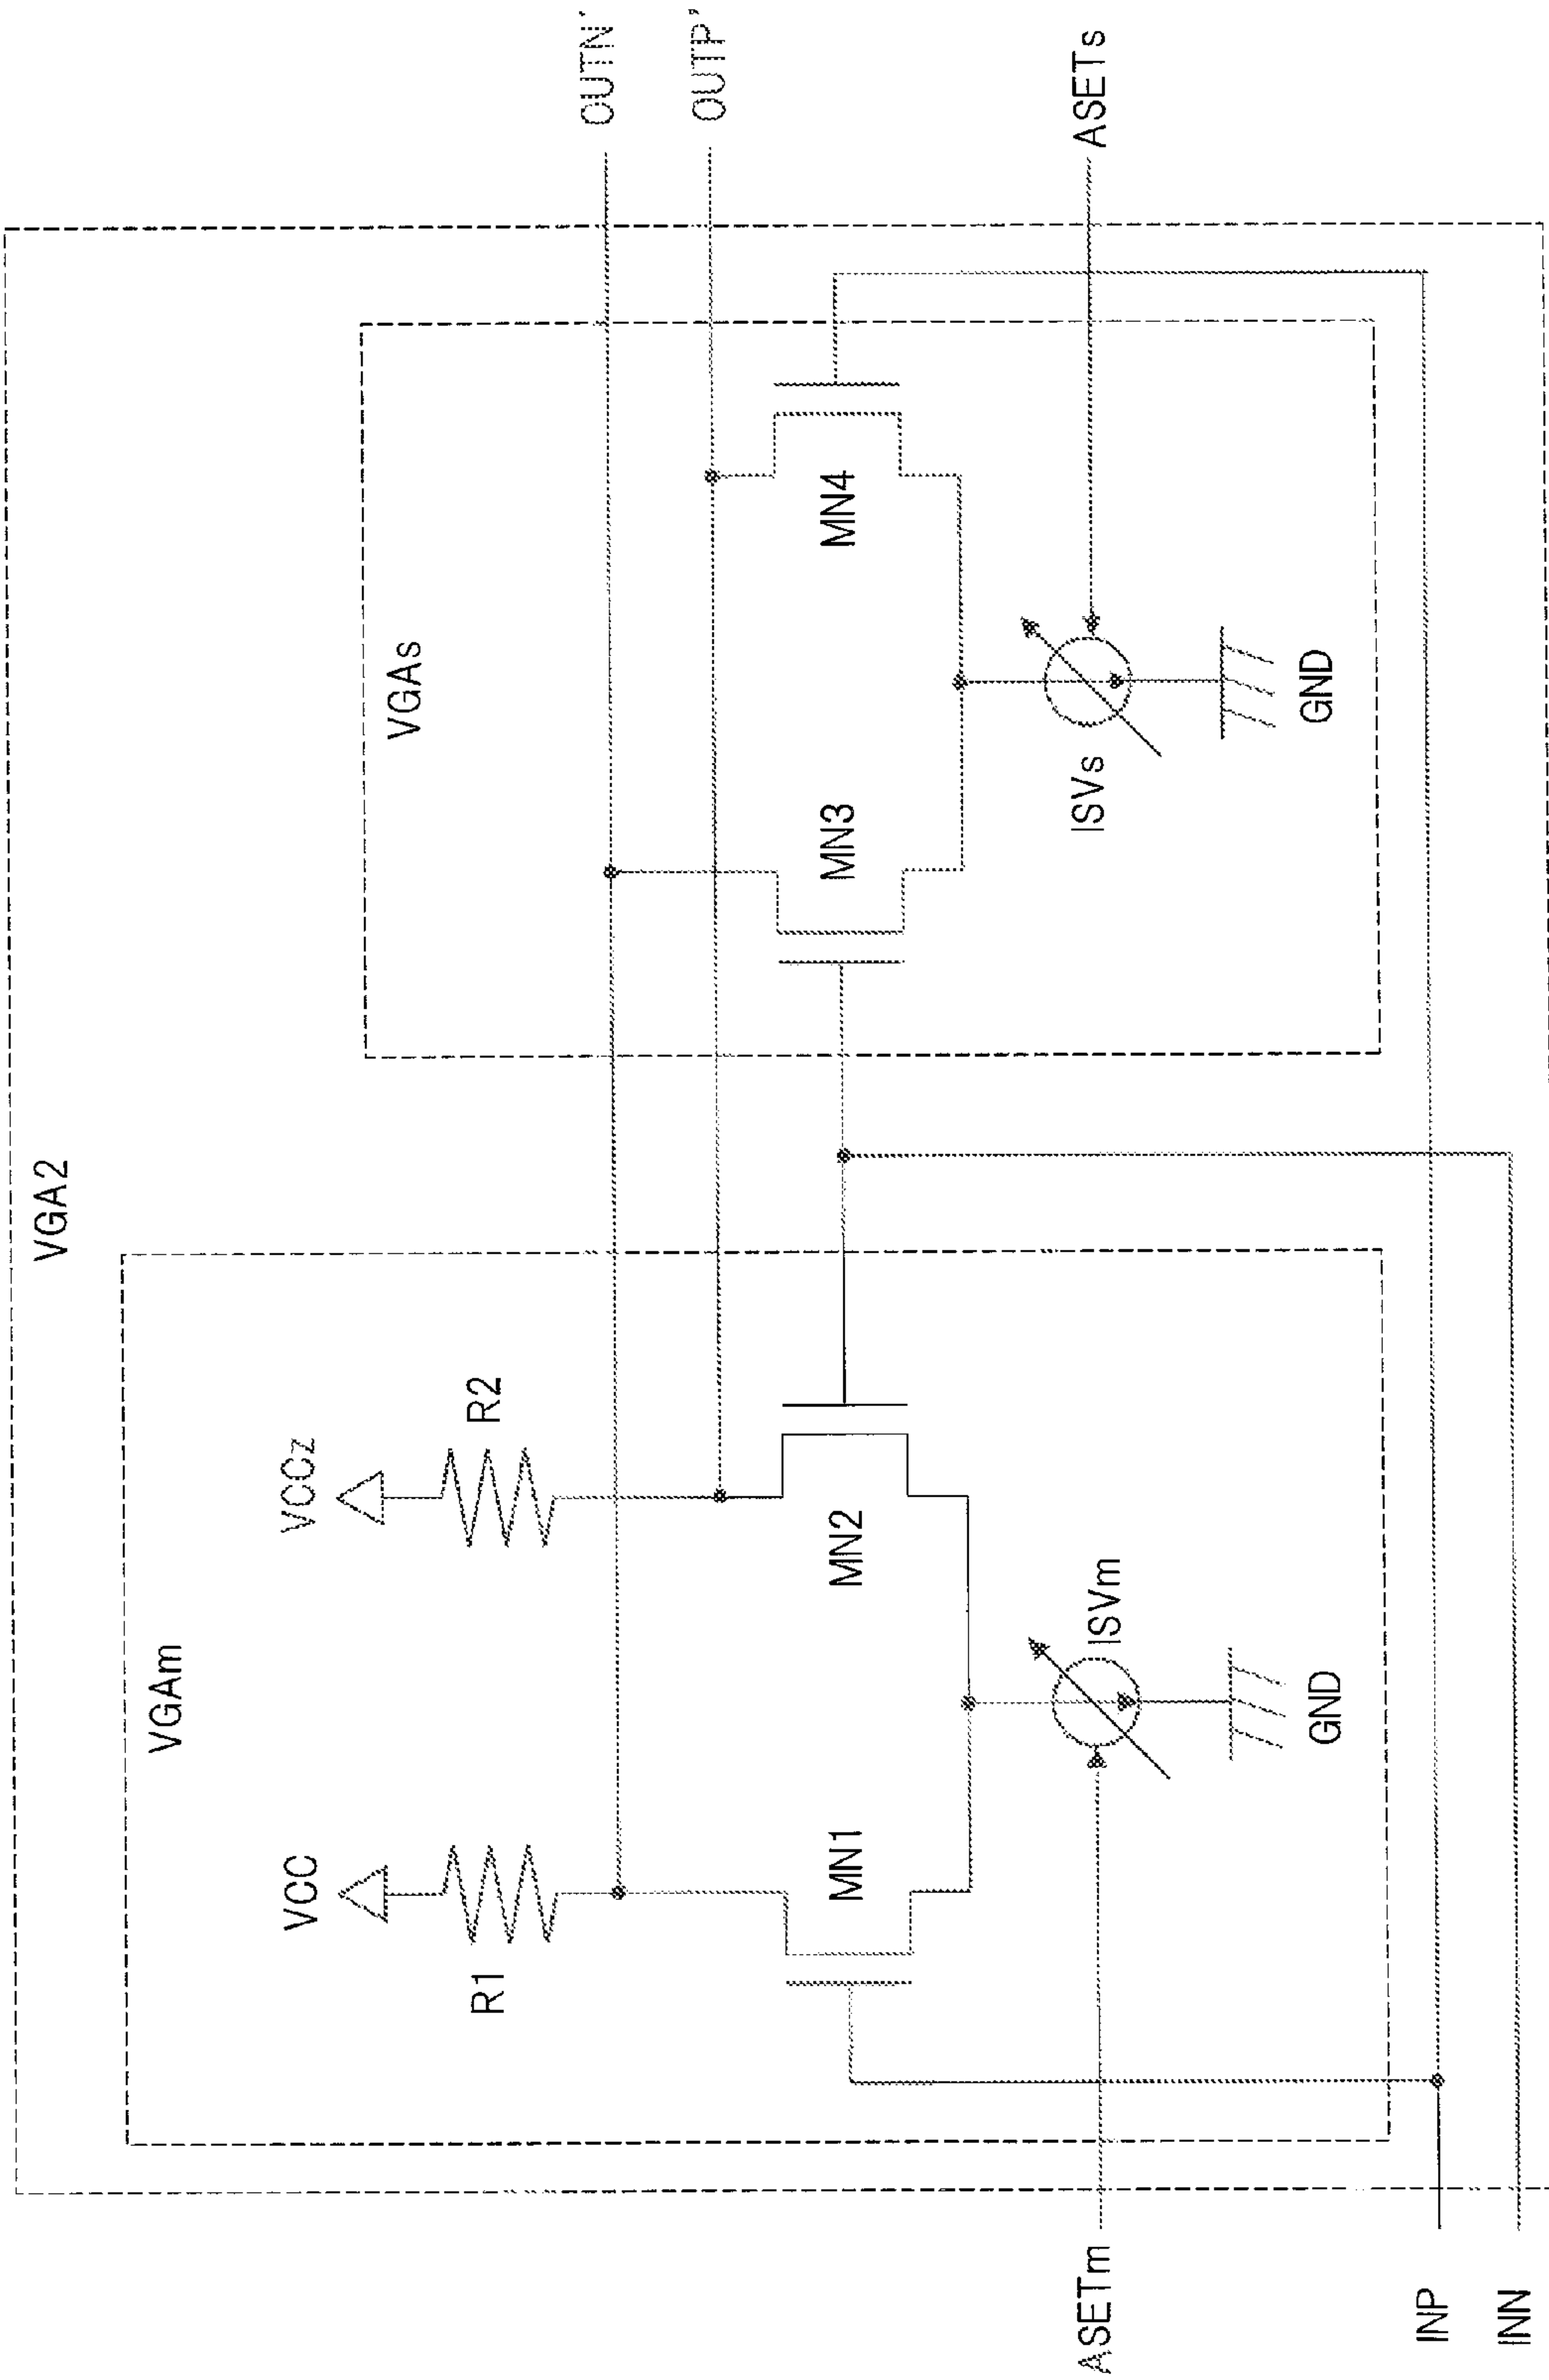 VGA2
VGAm
VGAs
VCC
VCCz
R1
R2
OUTN'
OUTP'
MN1
MN2
MN3
MN4
ASETm
ISVm
ISVs
ASETs
GND
GND
INP
INN